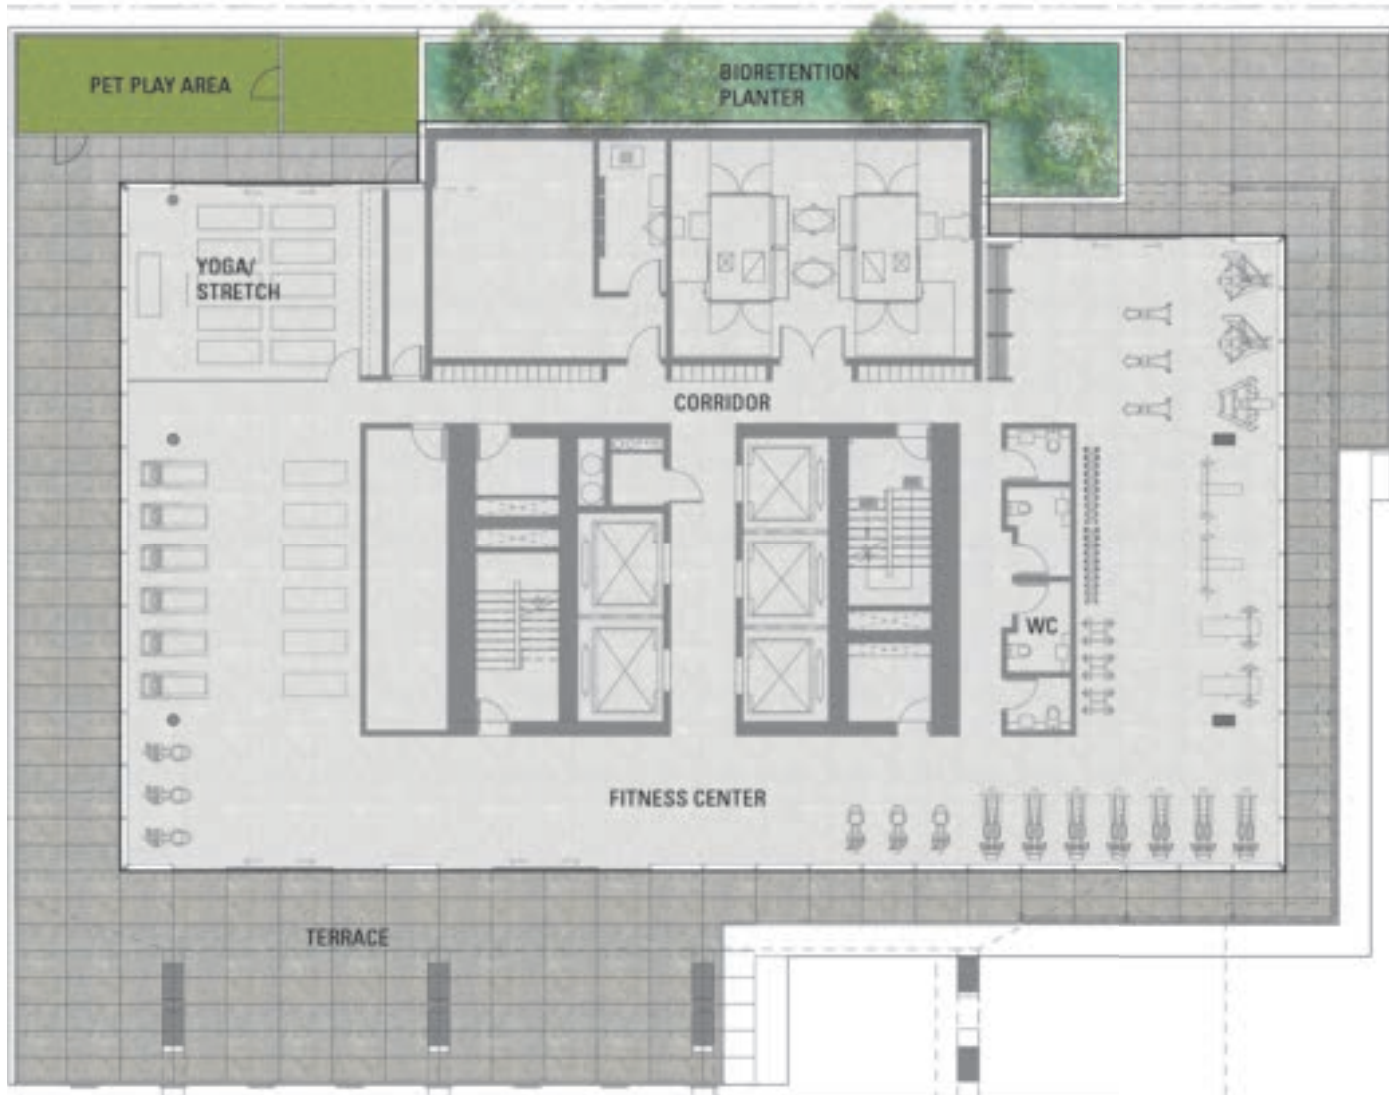 PET PLAY AREA
BIORETENTION
PLANTER
YOGA/
STRETCH
CORRIDOR
WC
FITNESS CENTER
TERRACE